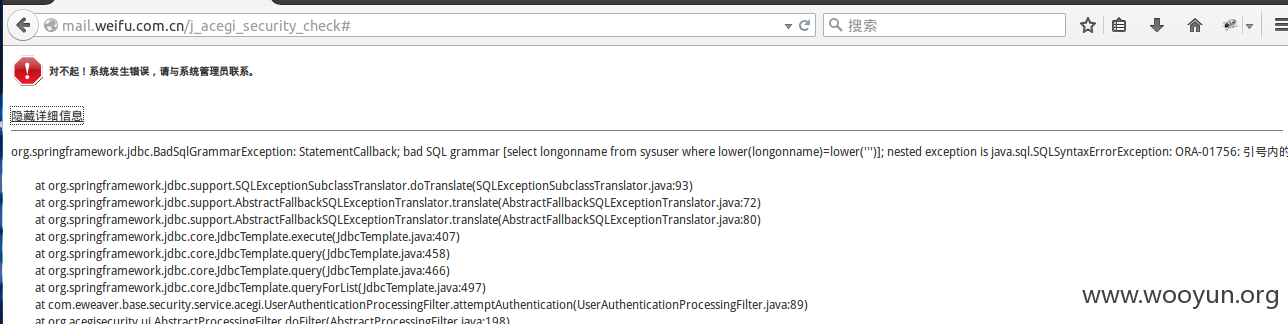 mail.weifu.com.cn/j_acegi_security_check#
搜索
对不起！系统发生错误，请与系统管理员联系。
隐藏详细信息
org.springframework.jdbc.BadSqlGrammarException: StatementCallback; bad SQL grammar [select longonname from sysuser where lower(longonname)=lower(''')]; nested exception is java.sql.SQLSyntaxErrorException: ORA-01756: 引号内的
at org.springframework.jdbc.support.SQLExceptionSubclassTranslator.doTranslate(SQLExceptionSubclassTranslator.java:93)
at org.springframework.jdbc.support.AbstractFallbackSQLExceptionTranslator.translate(AbstractFallbackSQLExceptionTranslator.java:72)
at org.springframework.jdbc.support.AbstractFallbackSQLExceptionTranslator.translate(AbstractFallbackSQLExceptionTranslator.java:80)
at org.springframework.jdbc.core.JdbcTemplate.execute(JdbcTemplate.java:407)
at org.springframework.jdbc.core.JdbcTemplate.query(JdbcTemplate.java:458)
at org.springframework.jdbc.core.JdbcTemplate.query(JdbcTemplate.java:466)
at org.springframework.jdbc.core.JdbcTemplate.queryForList(JdbcTemplate.java:497)
at com.eweaver.base.security.service.acegi.UserAuthenticationProcessingFilter.attemptAuthentication(UserAuthenticationProcessingFilter.java:89)
at org.acegisecurity.ui.AbstractProcessingFilter.doFilter(AbstractProcessingFilter.java:198)
www.wooyun.org